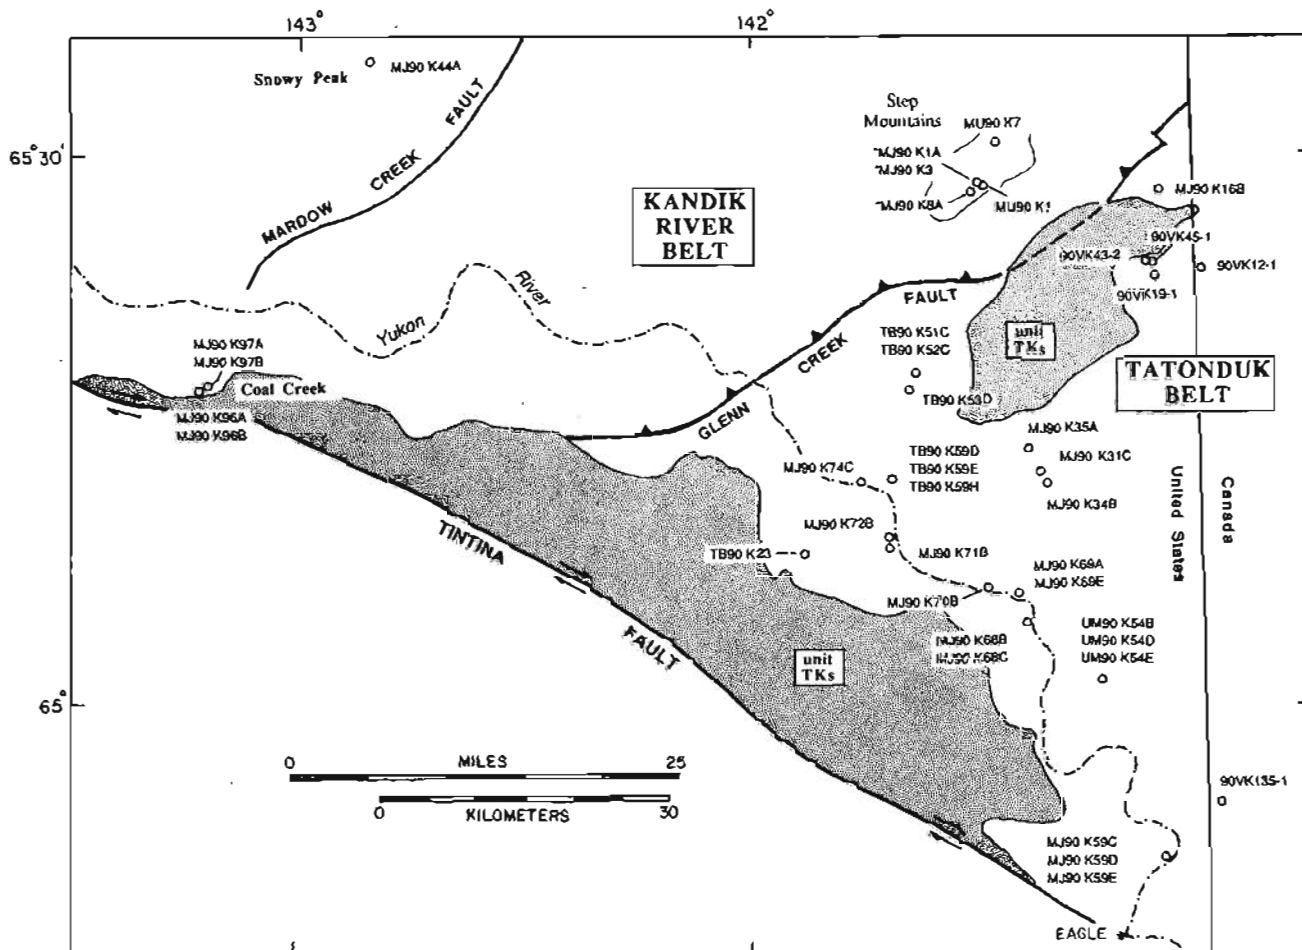 143°
142°
Snowy Peak
MJ90 K44A
MARDOW CREEK FAULT
Step
Mountains
MU90 K7
65° 30'
MJ90 K1A
MJ90 K3
MJ90 K8A
MU90 K1
MJ90 K16B
KANDIK
RIVER
BELT
90VK45-1
90VK43-2
90VK12-1
90VK19-1
Yukon River
GLENN CREEK FAULT
TB90 K51C
TB90 K52C
TB90 K53D
unit
TKs
TATONDUK
BELT
MJ90 K97A
MJ90 K97B
Coal Creek
MJ90 K96A
MJ90 K96B
MJ90 K35A
MJ90 K31C
MJ90 K34B
MJ90 K74C
TB90 K59D
TB90 K59E
TB90 K59H
United States
Canada
MJ90 K72B
TB90 K23
MJ90 K71B
MJ90 K69A
MJ90 K69E
MJ90 K70B
TINTINA FAULT
MJ90 K68B
MJ90 K68C
UM90 K54B
UM90 K54D
UM90 K54E
unit
TKs
65°
0 MILES 25
0 KILOMETERS 30
90VK135-1
MJ90 K59C
MJ90 K59D
MJ90 K59E
EAGLE